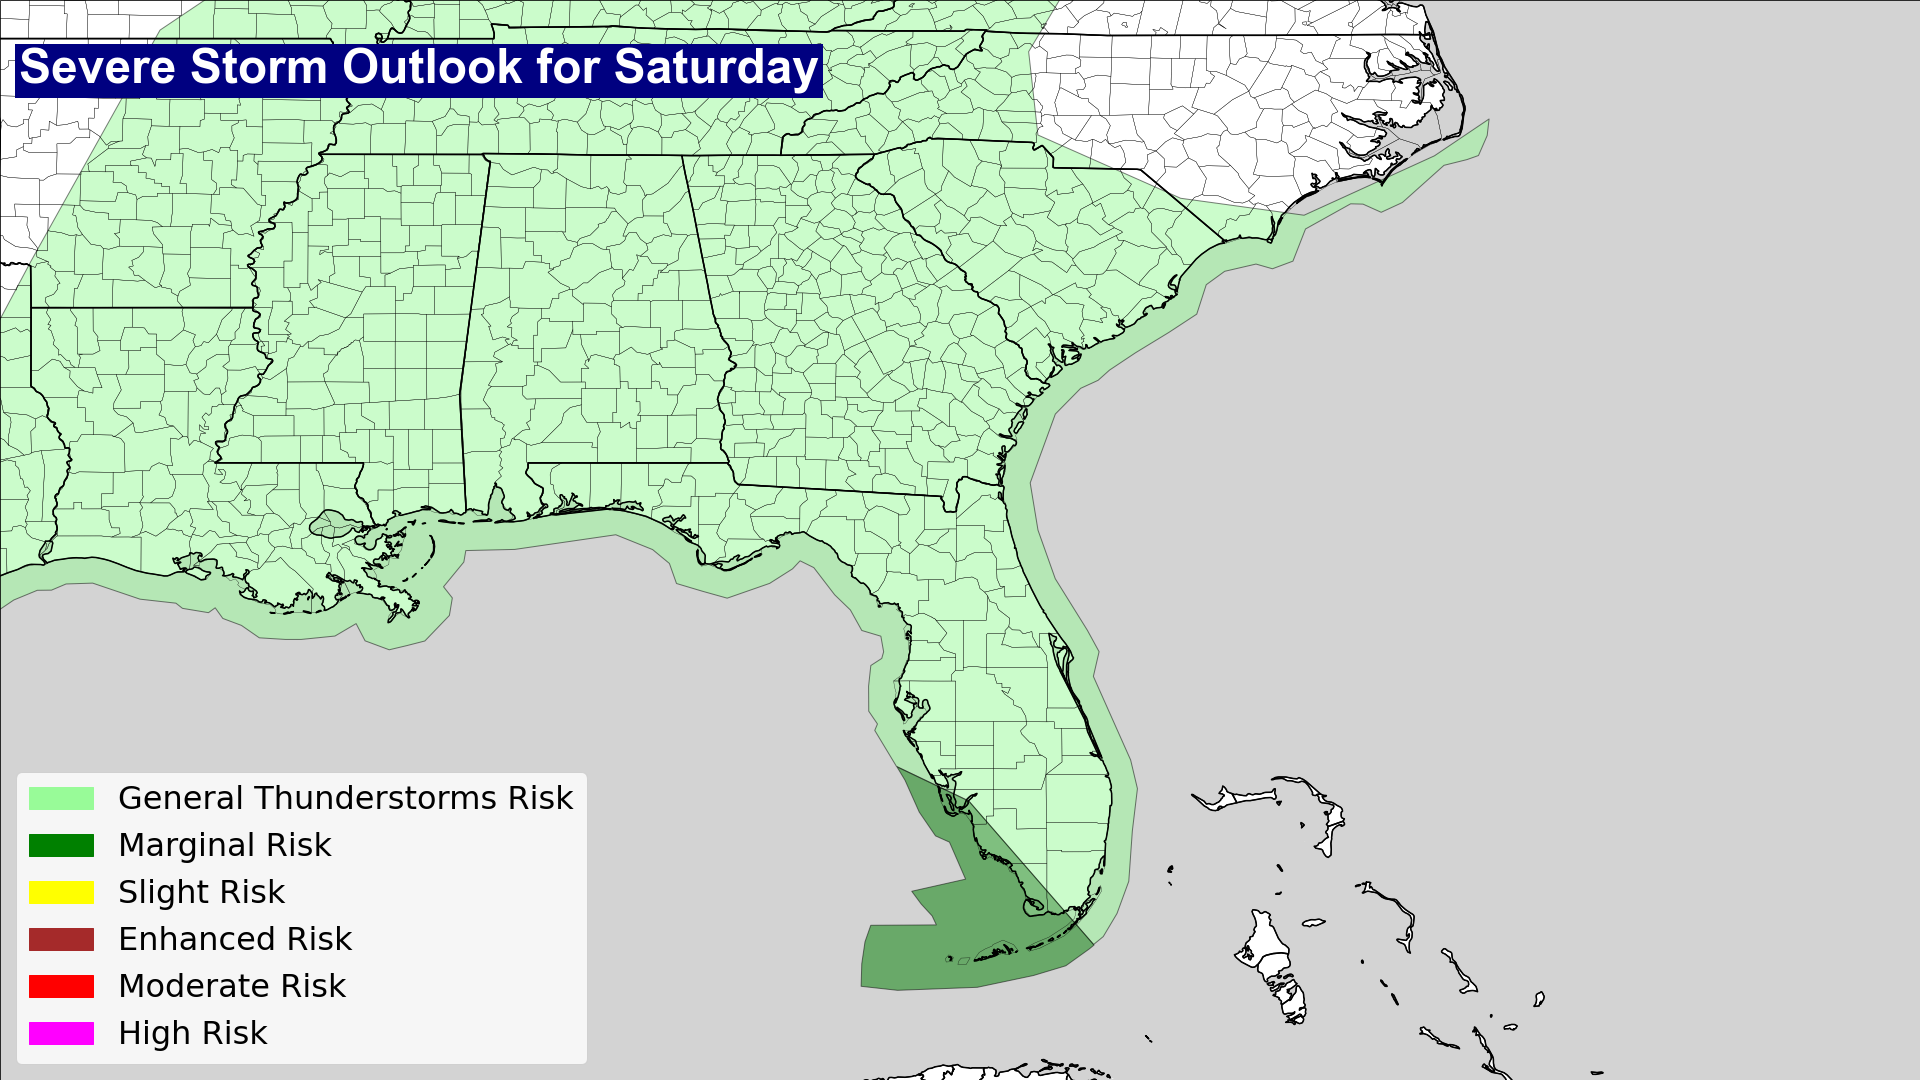 Severe Storm Outlook for Saturday
General Thunderstorms Risk
Marginal Risk
Slight Risk
Enhanced Risk
Moderate Risk
High Risk